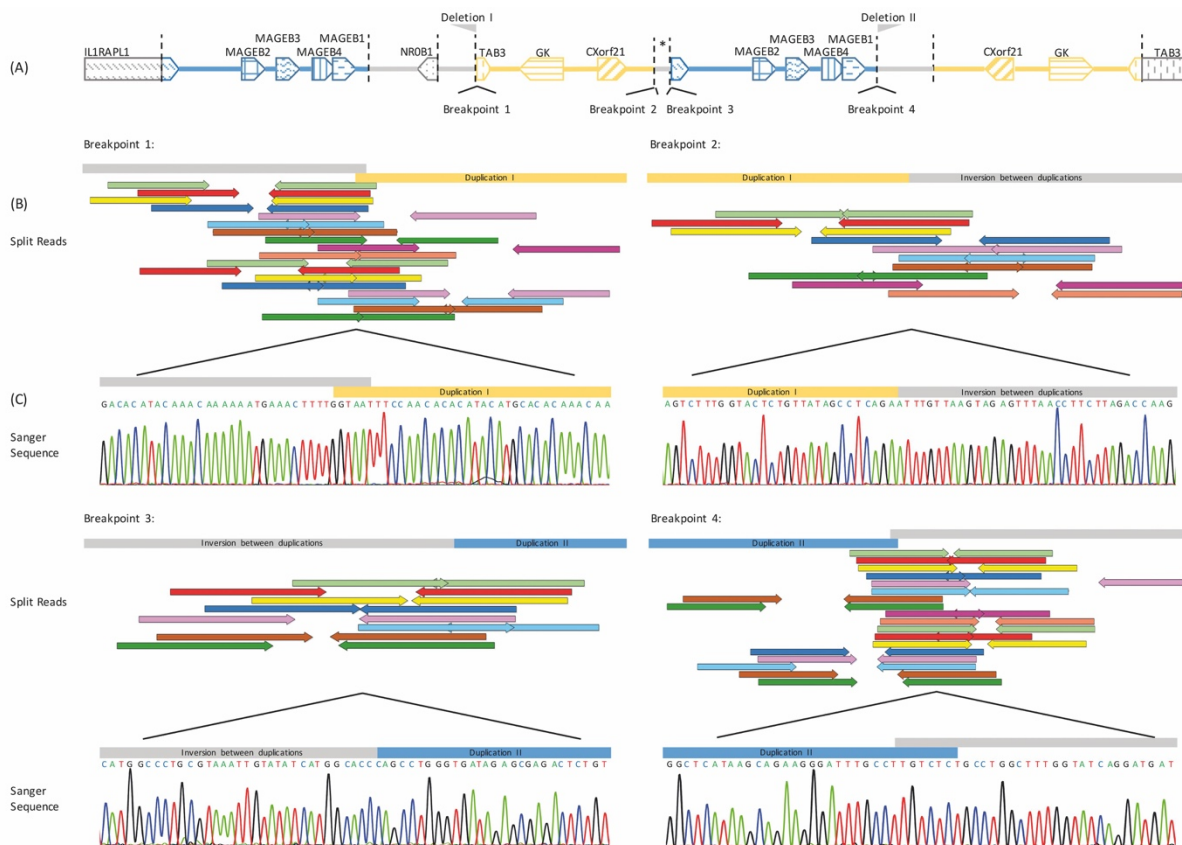 Deletion I
Deletion II
IL1RAPL1
MAGEB2
MAGEB3
MAGEB4
MAGEB1
NR0B1
TAB3
GK
CXorf21
*
MAGEB2
MAGEB3
MAGEB4
MAGEB1
CXorf21
GK
TAB3
(A)
Breakpoint 1
Breakpoint 2
Breakpoint 3
Breakpoint 4
Breakpoint 1:
Breakpoint 2:
Duplication I
Duplication I
Inversion between duplications
(B)
Split Reads
(C)
Duplication I
Duplication I
Inversion between duplications
GACACATACAAACAAAAAATGAAACTTTTGGTAATTTCCAACACACATACATGCACACAAACAA
AGTCTTTGGTACTCTGTTATAGCCTCAGAATTTGTTAAGTAGAGTTTAACCTTCTTAGACCAAG
Sanger
Sequence
Breakpoint 3:
Breakpoint 4:
Inversion between duplications
Duplication II
Duplication II
Split Reads
Inversion between duplications
Duplication II
Duplication II
CATGGCCCTGCGTAAATTGTATATCATGGCACCCAGCCTGGGTGATAGAGCGAGACTCTGT
GGCTCATAAGCAGAAGGGATTTGCCTTGTCTCTGCCTGGCTTTGGTATCAGGATGAT
Sanger
Sequence